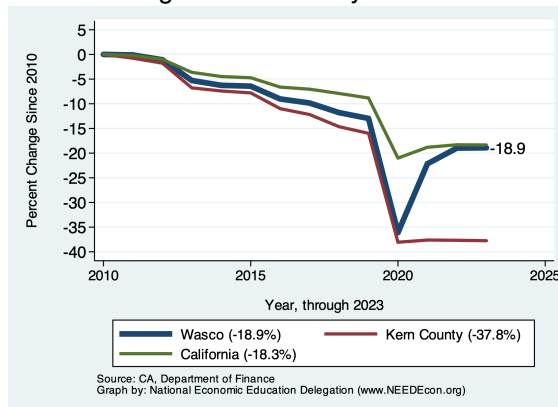 Percent Change Since 2010
5
0
-5
-10
-15
-20
-25
-30
-35
-40
-18.9
2010
2015
2020
2025
Year, through 2023
Wasco (-18.9%)
Kern County (-37.8%)
California (-18.3%)
Source: CA, Department of Finance
Graph by: National Economic Education Delegation (www.NEEDEcon.org)